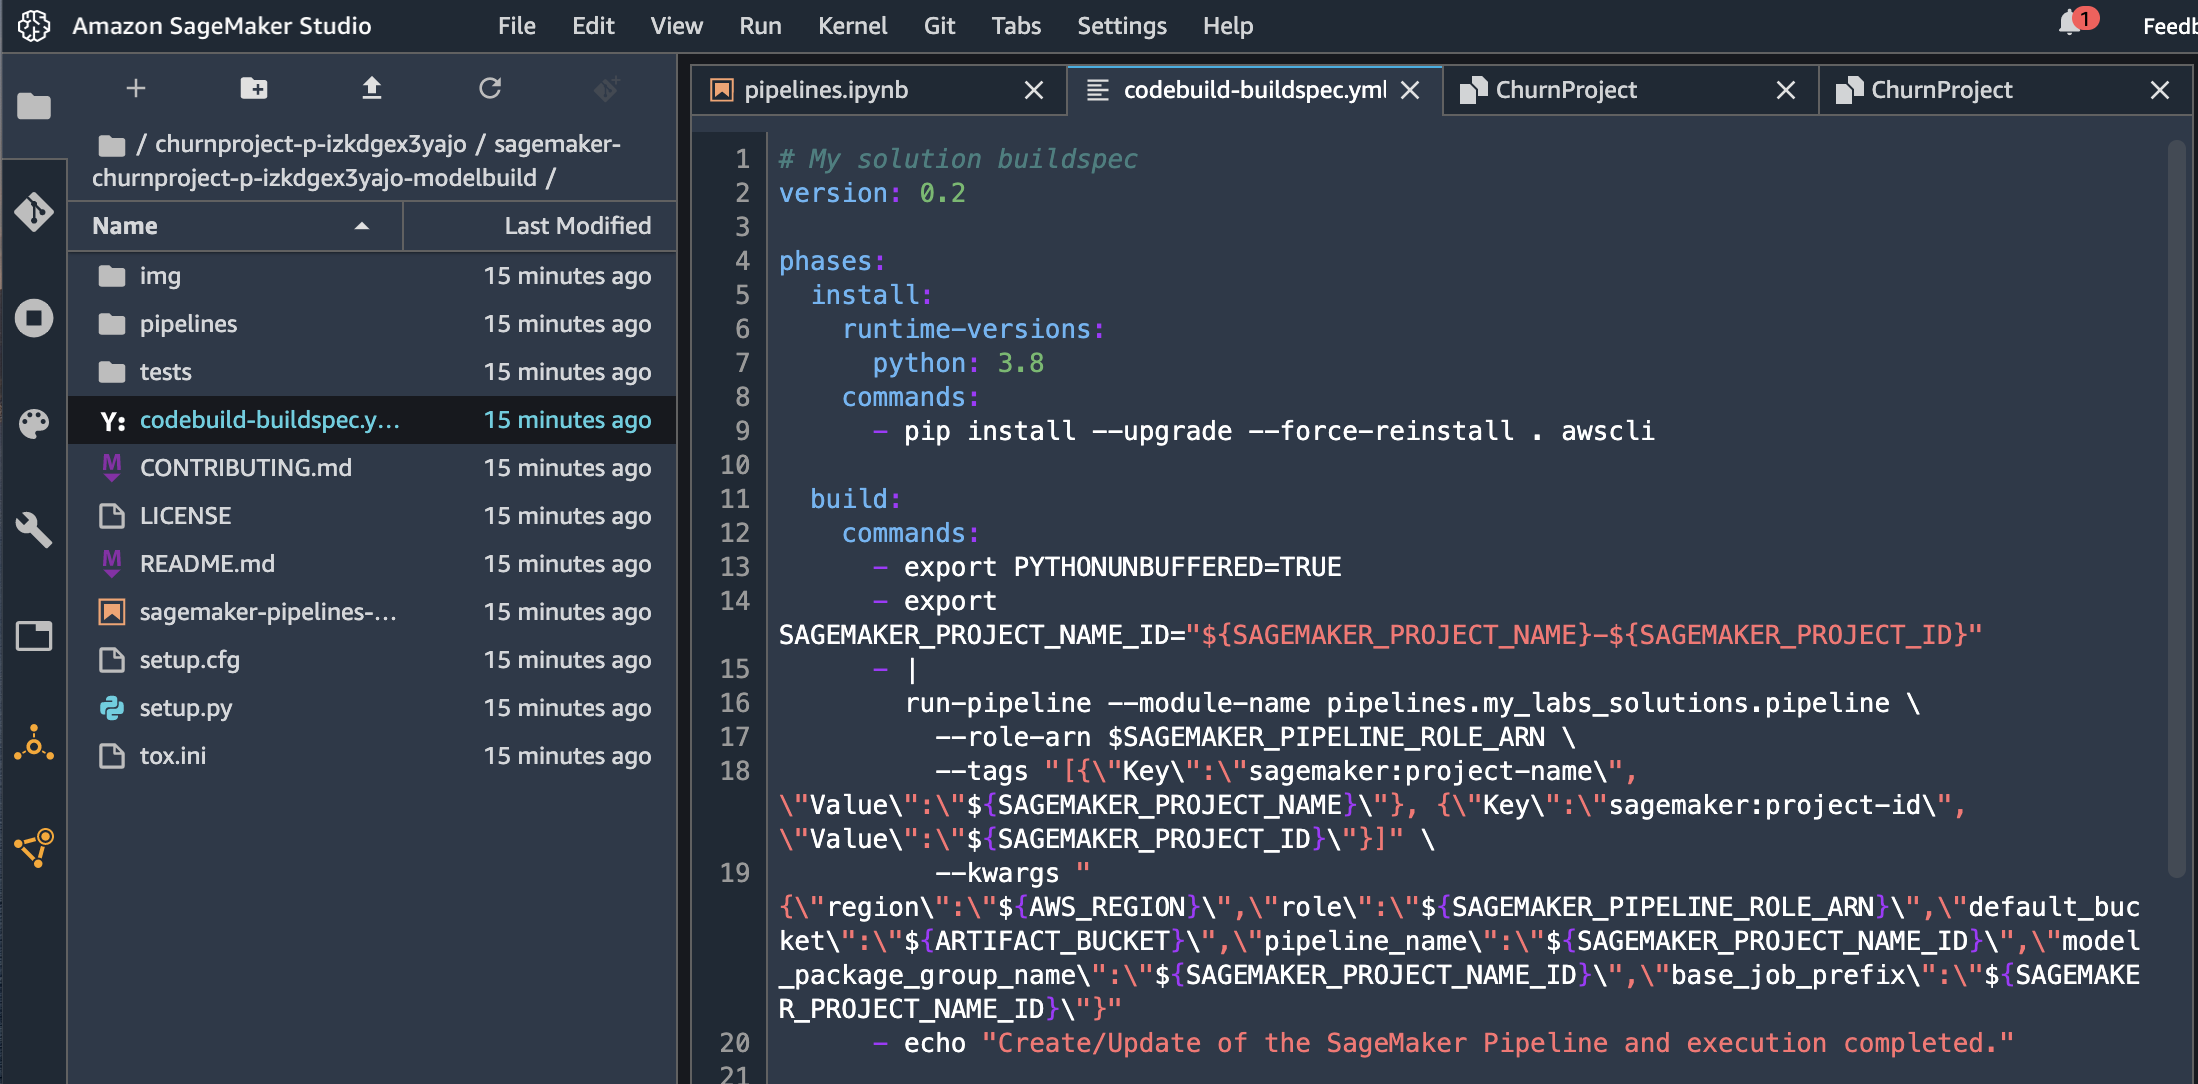 Amazon SageMaker Studio File Edit View Run Kernel Git Tabs Settings Help 1 Feedb
/ churnproject-p-izkdgex3yajo / sagemaker-
churnproject-p-izkdgex3yajo-modelbuild /
Name Last Modified
img 15 minutes ago
pipelines 15 minutes ago
tests 15 minutes ago
Y: codebuild-buildspec.y... 15 minutes ago
CONTRIBUTING.md 15 minutes ago
LICENSE 15 minutes ago
README.md 15 minutes ago
sagemaker-pipelines-... 15 minutes ago
setup.cfg 15 minutes ago
setup.py 15 minutes ago
tox.ini 15 minutes ago
pipelines.ipynb codebuild-buildspec.yml ChurnProject ChurnProject
1 # My solution buildspec
2 version: 0.2
3
4 phases:
5 install:
6 runtime-versions:
7 python: 3.8
8 commands:
9 - pip install --upgrade --force-reinstall . awscli
10
11 build:
12 commands:
13 - export PYTHONUNBUFFERED=TRUE
14 - export
SAGEMAKER_PROJECT_NAME_ID="${SAGEMAKER_PROJECT_NAME}-${SAGEMAKER_PROJECT_ID}"
15 - |
16 run-pipeline --module-name pipelines.my_labs_solutions.pipeline \
17 --role-arn $SAGEMAKER_PIPELINE_ROLE_ARN \
18 --tags "[{\"Key\":\"sagemaker:project-name\",
\"Value\":\"${SAGEMAKER_PROJECT_NAME}\"}, {\"Key\":\"sagemaker:project-id\",
\"Value\":\"${SAGEMAKER_PROJECT_ID}\"}]" \
19 --kwargs "
{\"region\":\"${AWS_REGION}\",\"role\":\"${SAGEMAKER_PIPELINE_ROLE_ARN}\",\"default_buc
ket\":\"${ARTIFACT_BUCKET}\",\"pipeline_name\":\"${SAGEMAKER_PROJECT_NAME_ID}\",\"model
_package_group_name\":\"${SAGEMAKER_PROJECT_NAME_ID}\",\"base_job_prefix\":\"${SAGEMAKE
R_PROJECT_NAME_ID}\"}"
20 - echo "Create/Update of the SageMaker Pipeline and execution completed."
21